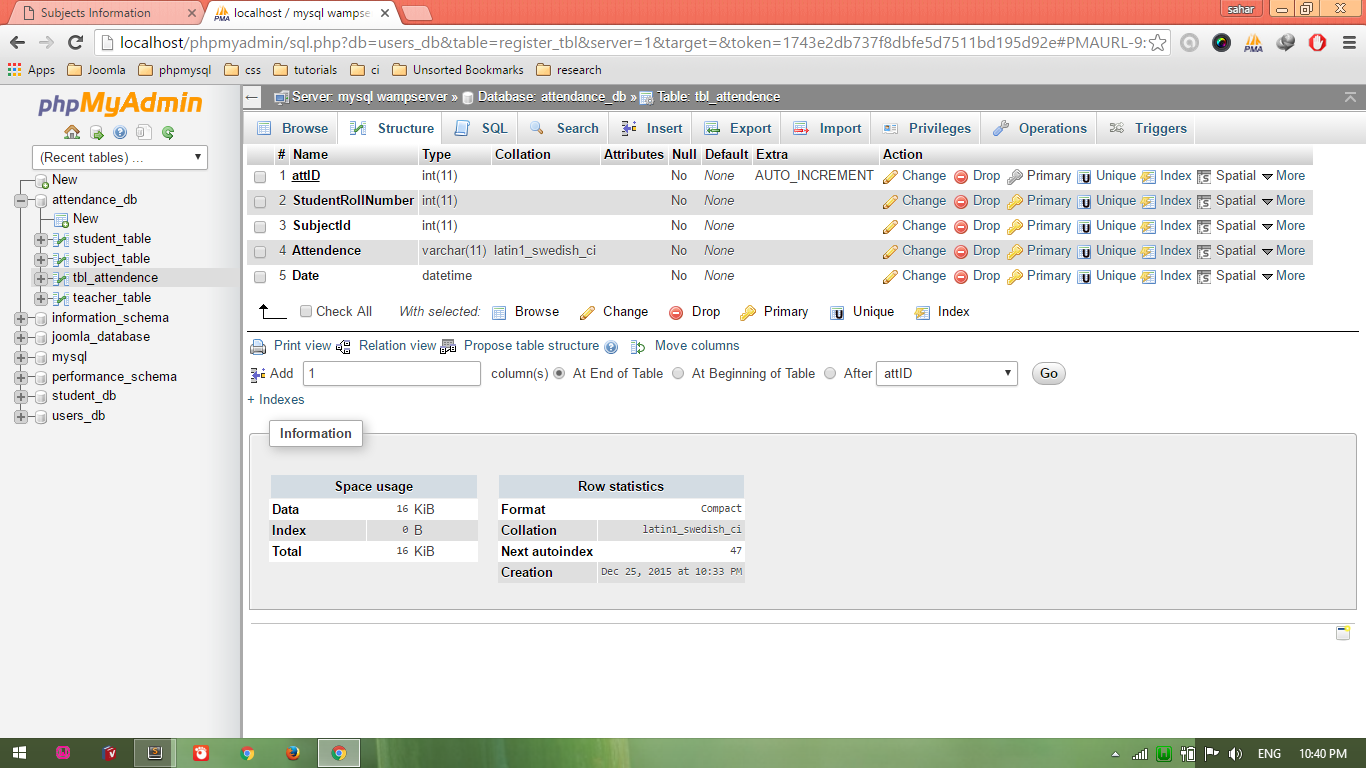 Subjects Information
localhost / mysql wampse
sahar
localhost/phpmyadmin/sql.php?db=users_db&table=register_tbl&server=1&target=&token=1743e2db737f8dbfe5d7511bd195d92e#PMAURL-9:
Apps Joomla phpmysql css tutorials ci Unsorted Bookmarks research
phpMyAdmin
(Recent tables) ...
New
attendance_db
New
student_table
subject_table
tbl_attendence
teacher_table
information_schema
joomla_database
mysql
performance_schema
student_db
users_db
Server: mysql wampserver » Database: attendance_db » Table: tbl_attendence
Browse Structure SQL Search Insert Export Import Privileges Operations Triggers
# Name Type Collation Attributes Null Default Extra Action
1 attID int(11) No None AUTO_INCREMENT Change Drop Primary Unique Index Spatial More
2 StudentRollNumber int(11) No None Change Drop Primary Unique Index Spatial More
3 SubjectId int(11) No None Change Drop Primary Unique Index Spatial More
4 Attendence varchar(11) latin1_swedish_ci No None Change Drop Primary Unique Index Spatial More
5 Date datetime No None Change Drop Primary Unique Index Spatial More
Check All With selected: Browse Change Drop Primary Unique Index
Print view Relation view Propose table structure Move columns
Add 1 column(s) At End of Table At Beginning of Table After attID Go
+ Indexes
Information
Space usage
Data 16 KiB
Index 0 B
Total 16 KiB
Row statistics
Format Compact
Collation latin1_swedish_ci
Next autoindex 47
Creation Dec 25, 2015 at 10:33 PM
ENG 10:40 PM